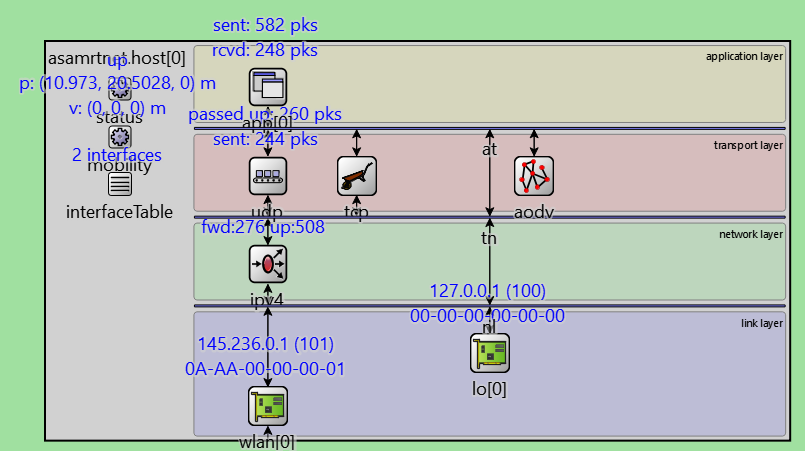 sent: 582 pks
rcvd: 248 pks
asamrtnet.host[0]
application layer
up
p: (10.973, 20.5028, 0) m
status
v: (0, 0, 0) m
app[0]
passed up: 260 pks
sent: 244 pks
at
transport layer
mobility
2 interfaces
interfaceTable
udp
tcp
aodv
fwd:276 up:508
tn
network layer
ipv4
127.0.0.1 (100)
00-00-00-00-00-00
nl
link layer
145.236.0.1 (101)
0A-AA-00-00-00-01
lo[0]
wlan[0]